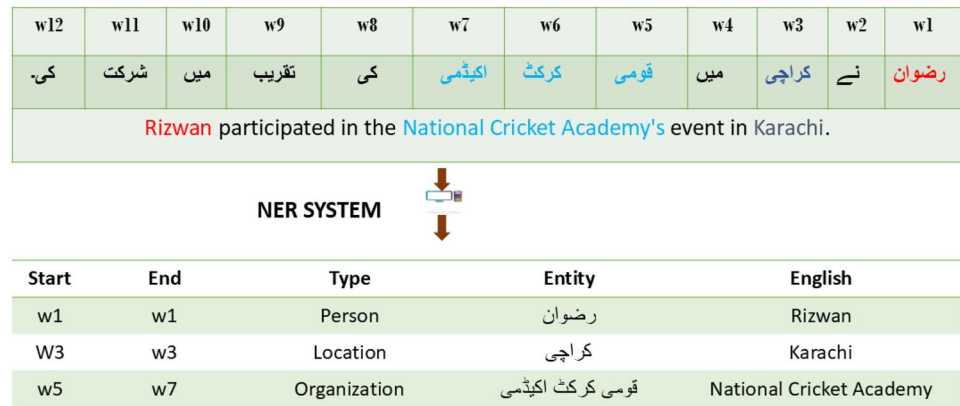 w12 w11 w10 w9 w8 w7 w6 w5 w4 w3 w2 w1
رضوان نے کراچی میں قومی کرکٹ اکیڈمی کی تقریب میں شرکت کی۔
Rizwan participated in the National Cricket Academy's event in Karachi.
NER SYSTEM
Start End Type Entity English
w1 w1 Person رضوان Rizwan
W3 w3 Location کراچی Karachi
w5 w7 Organization قومی کرکٹ اکیڈمی National Cricket Academy